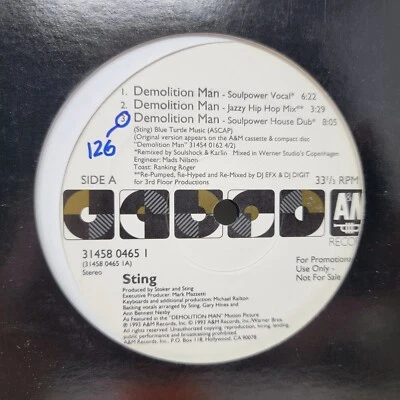 1. Demolition Man - Soulpower Vocal* 6:22
2. Demolition Man - Jazzy Hip Hop Mix** 3:29
3. Demolition Man - Soulpower House Dub* 8:05
(Sting) Blue Turtle Music (ASCAP)
(Original version appears on the A&M cassette & compact disc
"Demolition Man" 31454 0162 4/2)
*Remixed by Soulshock & Karlin. Mixed in Werner Studio's Copenhagen
Engineer: Mads Nilson
Toast: Ranking Roger
**Re-Pumped, Re-Hyped and Re-Mixed by DJ EFX & DJ DIGIT
for 3rd Floor Productions
126
SIDE A
33⅓ RPM
AM
RECO
31458 0465 1
(31458 0465 1A)
Stereo
For Promotional
Use Only -
Not For Sale
Sting
Produced by Stoker and Sting
Executive Producer: Mark Mazzetti
Keyboards and additional production: Michael Railton
Backing vocals arranged by Sting, Gary Hines and
Ann Bennett Nesby
As Featured in the "DEMOLITION MAN" Motion Picture
℗ 1993 A&M Records, Inc. © 1993 A&M Records, Inc./Warner Bros.
All rights reserved. Unauthorized copying, reproduction, hiring, lending,
public performance and broadcasting prohibited.
A&M Records, Inc. P.O. Box 118, Hollywood, CA 90078